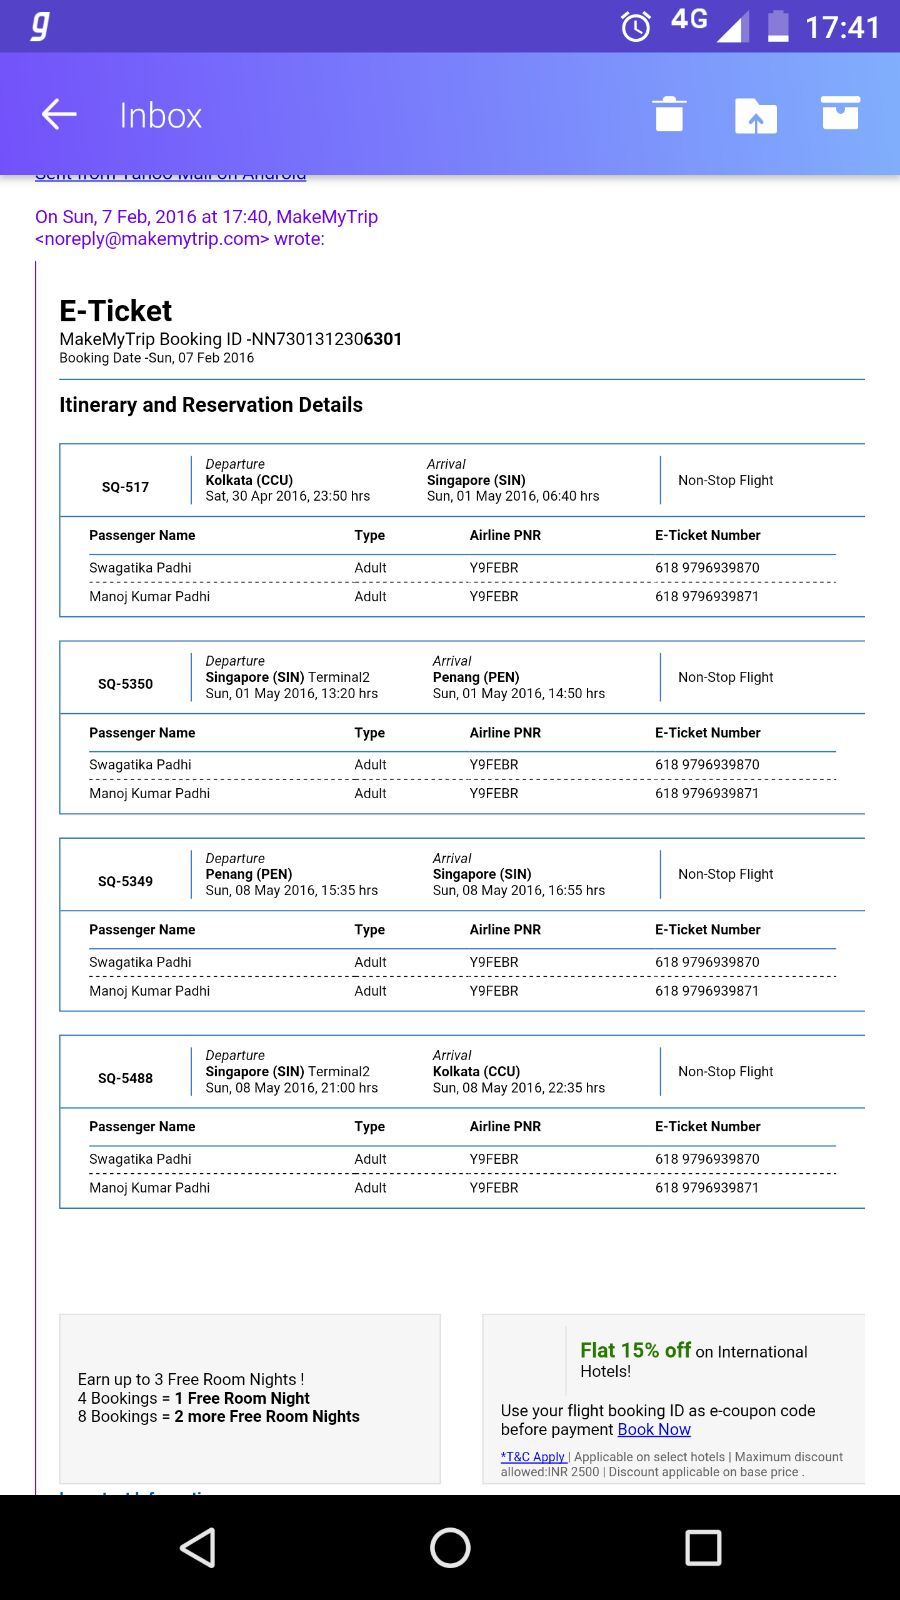 g 4G 17:41
Inbox
Sent from Yahoo Mail on Android
On Sun, 7 Feb, 2016 at 17:40, MakeMyTrip
<noreply@makemytrip.com> wrote:
E-Ticket
MakeMyTrip Booking ID -NN7301312306301
Booking Date -Sun, 07 Feb 2016
Itinerary and Reservation Details
SQ-517
Departure
Kolkata (CCU)
Sat, 30 Apr 2016, 23:50 hrs
Arrival
Singapore (SIN)
Sun, 01 May 2016, 06:40 hrs
Non-Stop Flight
Passenger Name Type Airline PNR E-Ticket Number
Swagatika Padhi Adult Y9FEBR 618 9796939870
Manoj Kumar Padhi Adult Y9FEBR 618 9796939871
SQ-5350
Departure
Singapore (SIN) Terminal2
Sun, 01 May 2016, 13:20 hrs
Arrival
Penang (PEN)
Sun, 01 May 2016, 14:50 hrs
Non-Stop Flight
Passenger Name Type Airline PNR E-Ticket Number
Swagatika Padhi Adult Y9FEBR 618 9796939870
Manoj Kumar Padhi Adult Y9FEBR 618 9796939871
SQ-5349
Departure
Penang (PEN)
Sun, 08 May 2016, 15:35 hrs
Arrival
Singapore (SIN)
Sun, 08 May 2016, 16:55 hrs
Non-Stop Flight
Passenger Name Type Airline PNR E-Ticket Number
Swagatika Padhi Adult Y9FEBR 618 9796939870
Manoj Kumar Padhi Adult Y9FEBR 618 9796939871
SQ-5488
Departure
Singapore (SIN) Terminal2
Sun, 08 May 2016, 21:00 hrs
Arrival
Kolkata (CCU)
Sun, 08 May 2016, 22:35 hrs
Non-Stop Flight
Passenger Name Type Airline PNR E-Ticket Number
Swagatika Padhi Adult Y9FEBR 618 9796939870
Manoj Kumar Padhi Adult Y9FEBR 618 9796939871
Earn up to 3 Free Room Nights !
4 Bookings = 1 Free Room Night
8 Bookings = 2 more Free Room Nights
Flat 15% off on International
Hotels!
Use your flight booking ID as e-coupon code
before payment Book Now
*T&C Apply | Applicable on select hotels | Maximum discount
allowed:INR 2500 | Discount applicable on base price .